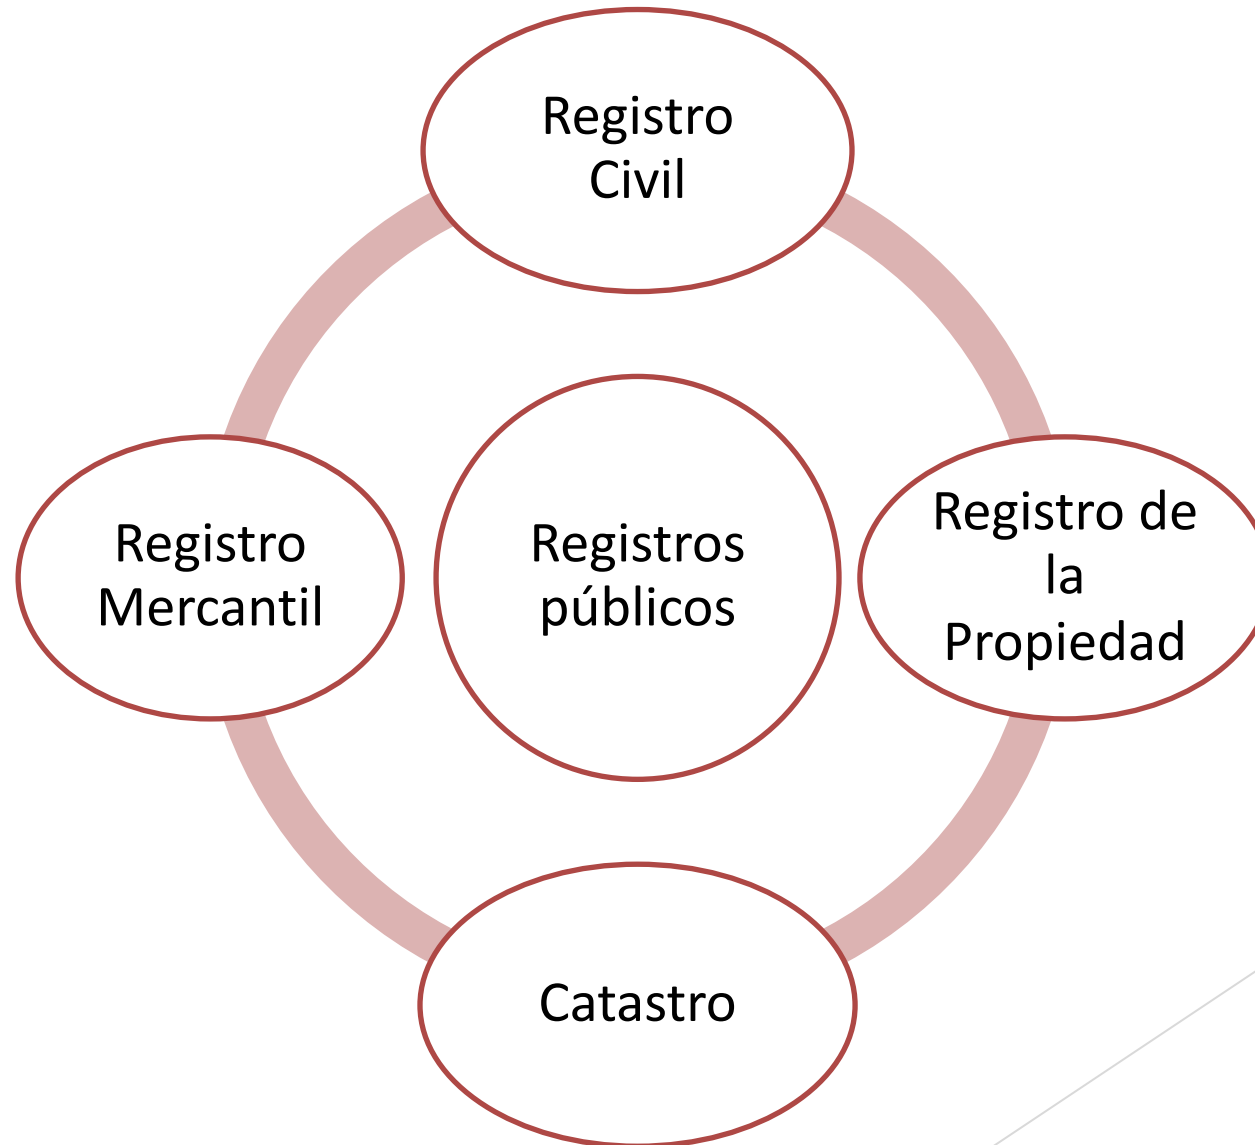 Registro
Civil
Registro
Mercantil
Registros
públicos
Registro de
la
Propiedad
Catastro